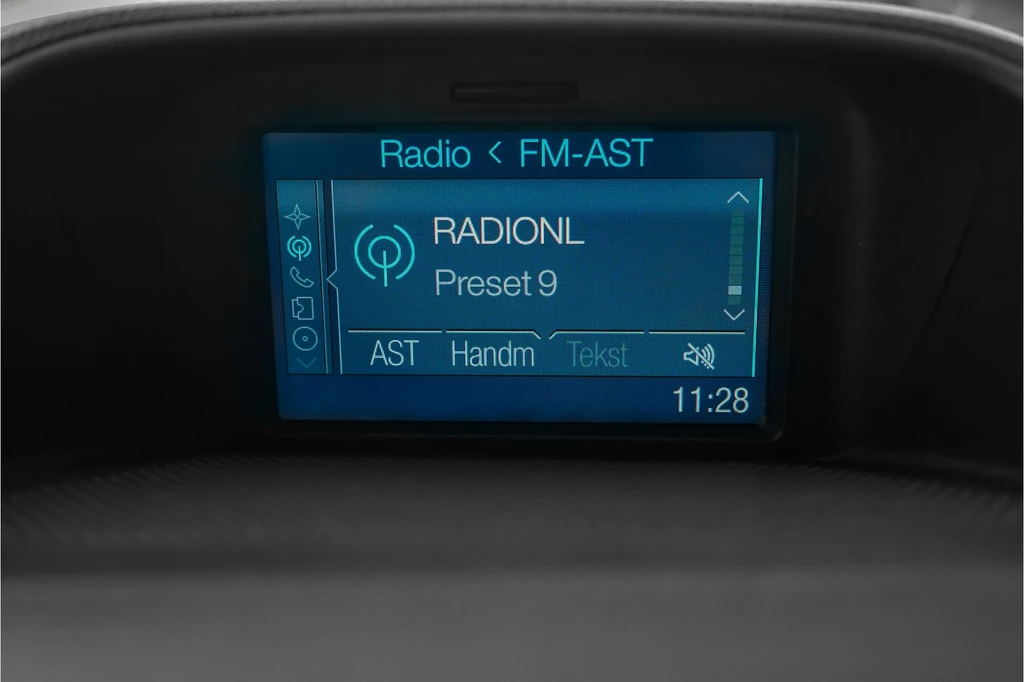 Radio < FM-AST
RADIONL
Preset 9
AST Handm Tekst
11:28